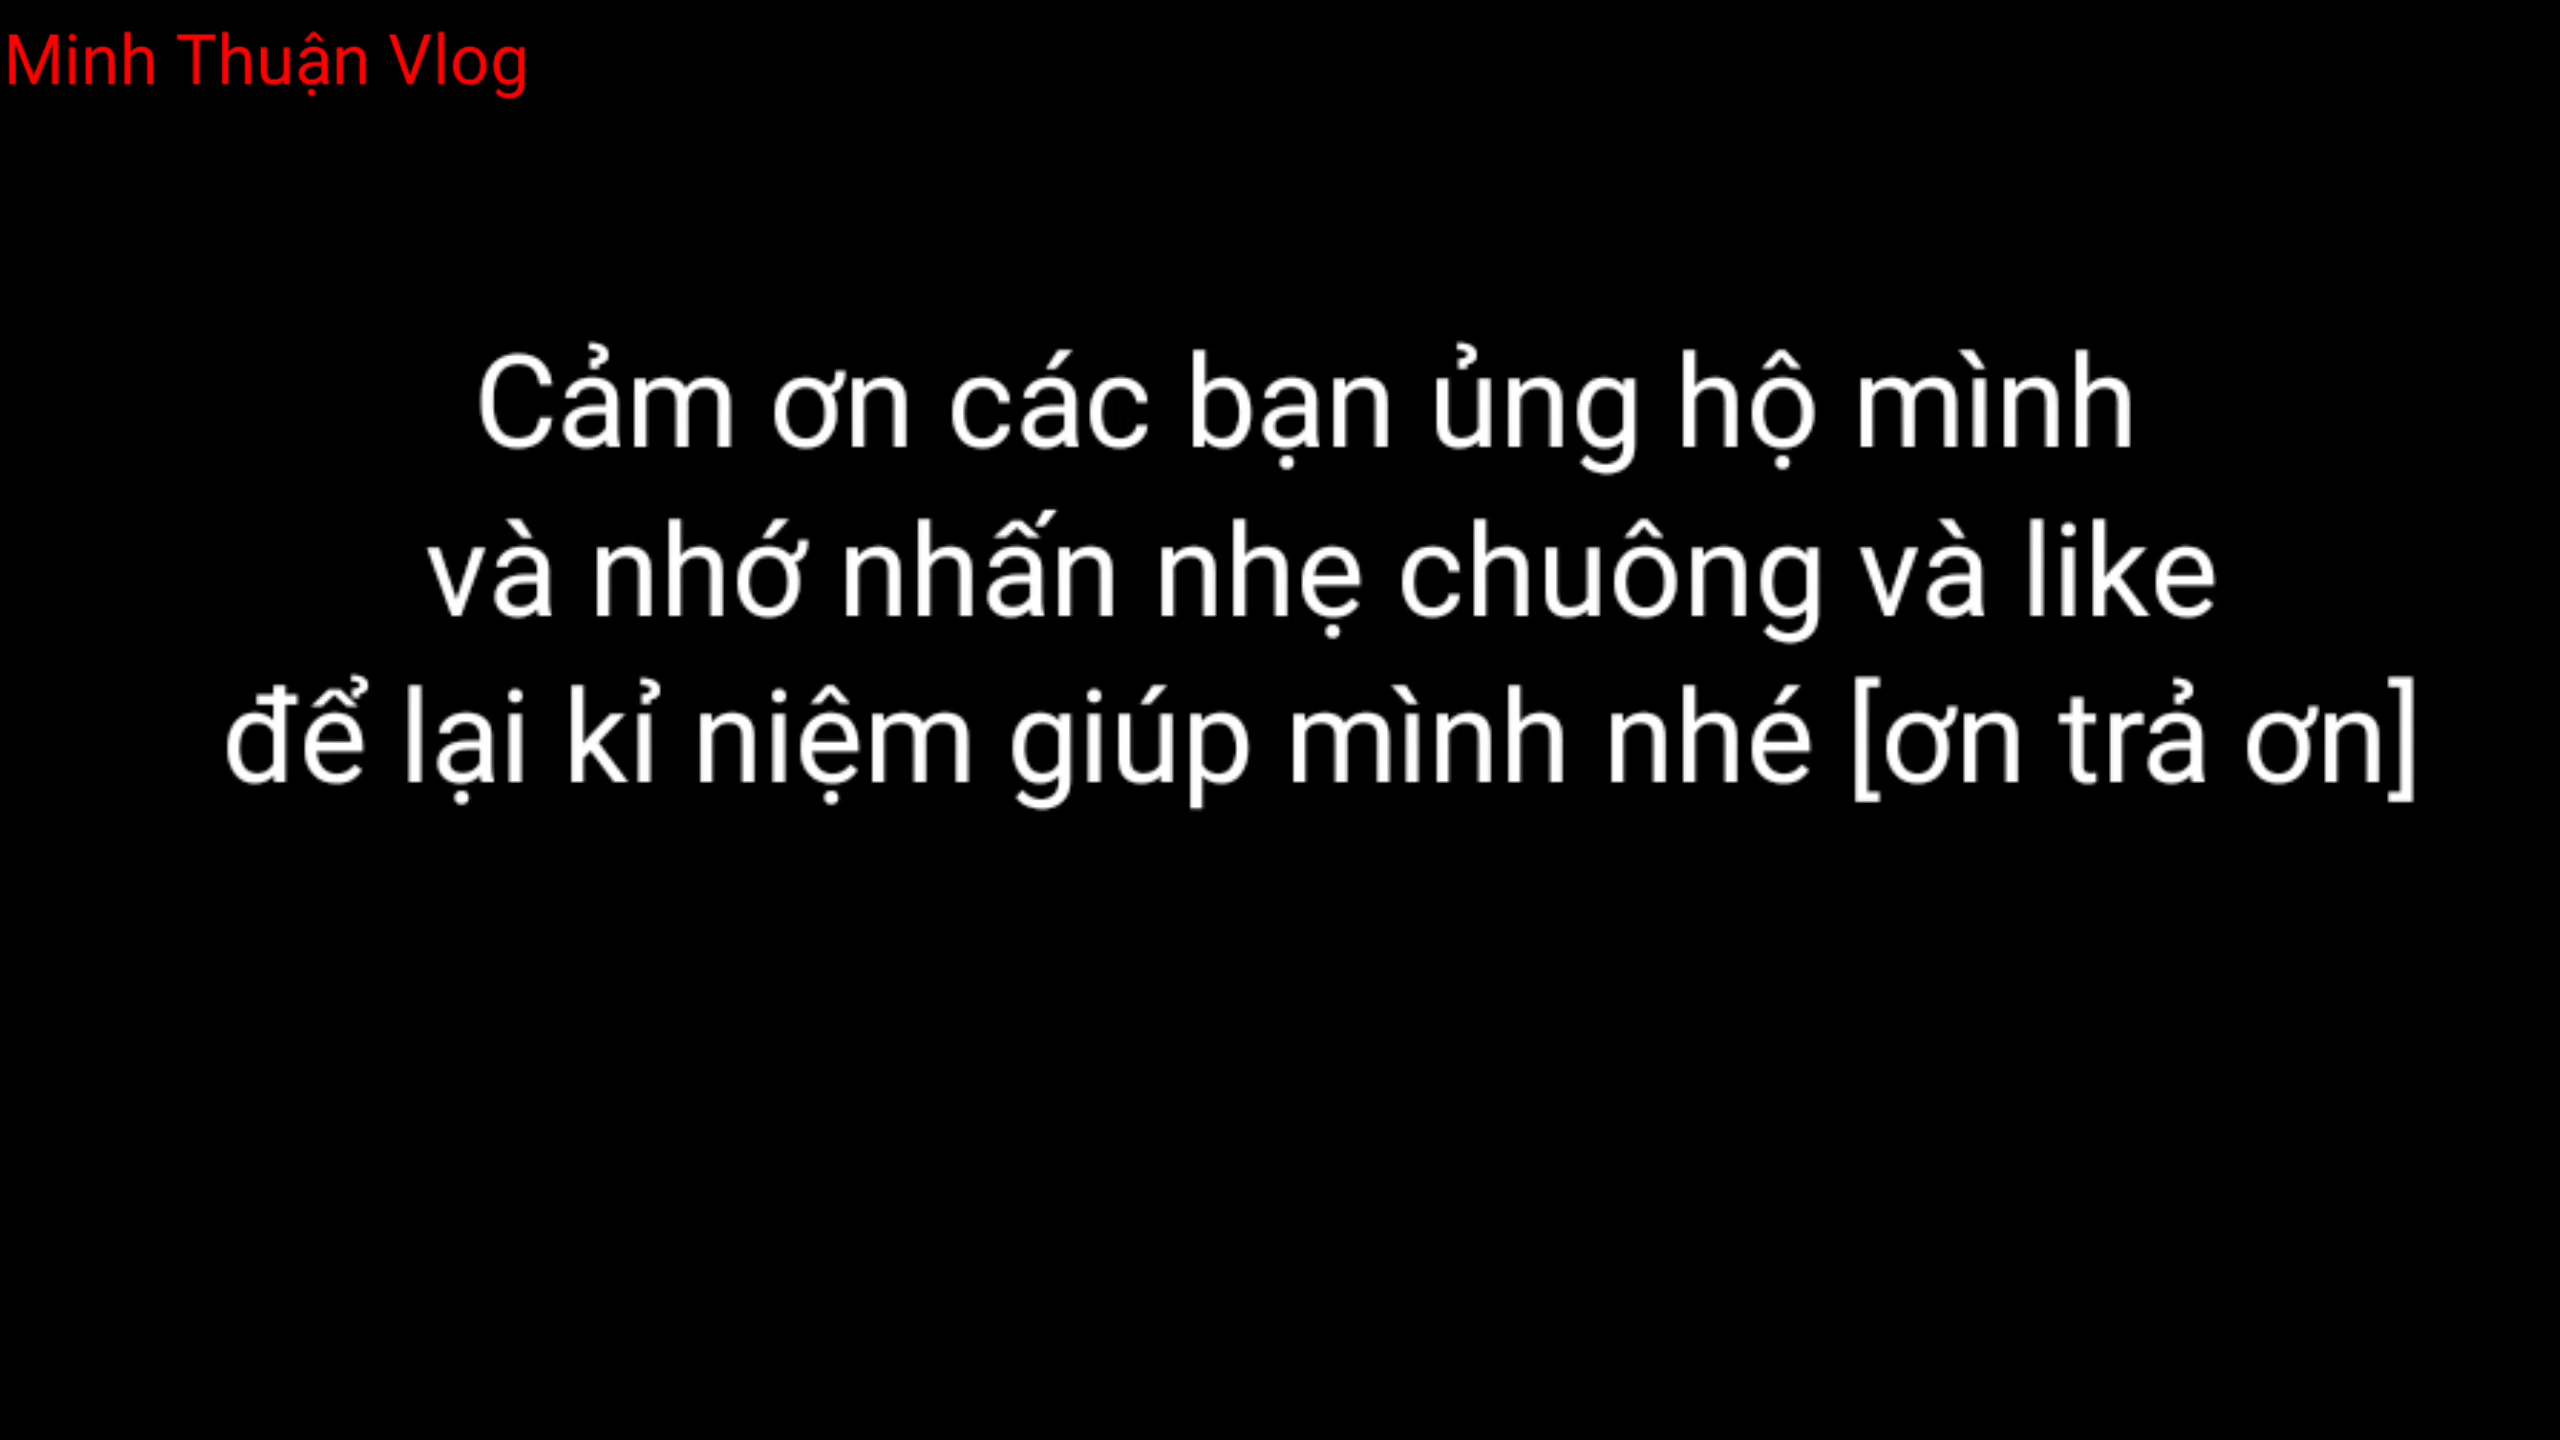 Minh Thuận Vlog
Cảm ơn các bạn ủng hộ mình
và nhớ nhấn nhẹ chuông và like
để lại kỉ niệm giúp mình nhé [ơn trả ơn]